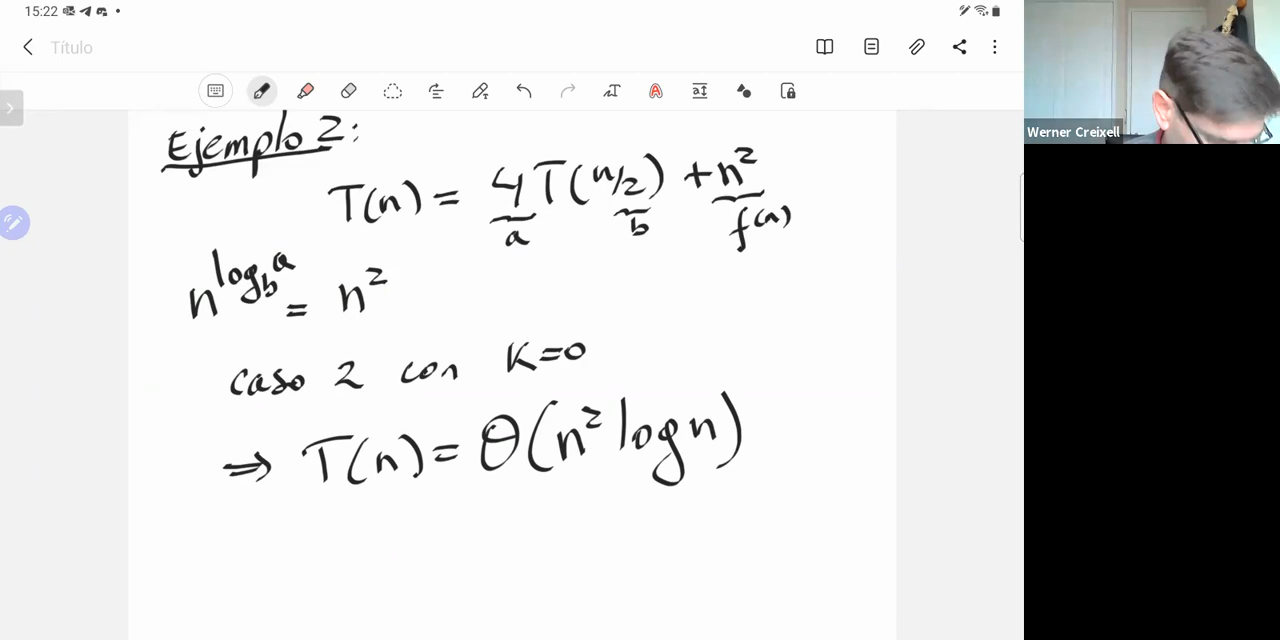 15:22
Título
Ejemplo 2:
T(n) = 4T(n/2) + n²
a b f(n)
n^log_b a = n²
caso 2 con K=0
⇒ T(n) = Θ(n² log n)
Werner Creixell